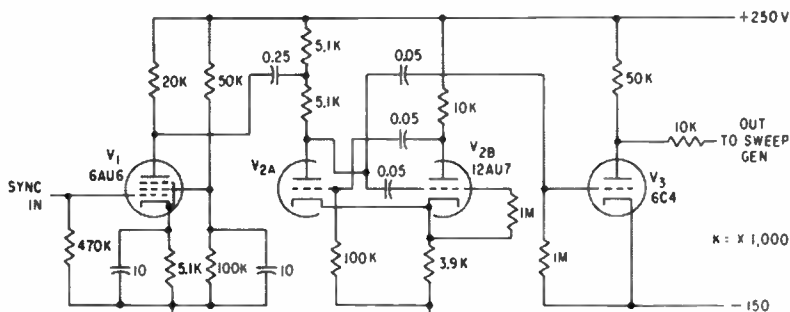 +250V
5.1K
0.25
0.05
20K
50K
50K
5.1K
10K
0.05
10K
OUT
TO SWEEP
GEN
V1
6AU6
V2A
0.05
V2B
12AU7
V3
6C4
SYNC
IN
1M
470K
10
5.1K
100K
10
100K
3.9K
1M
K = X 1,000
-150